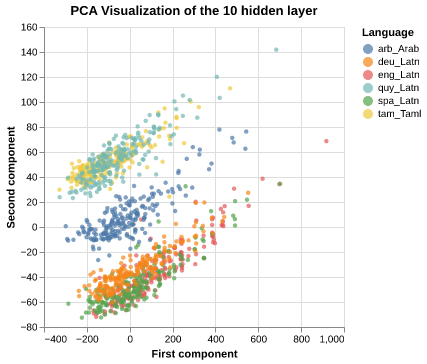 PCA Visualization of the 10 hidden layer
Language
arb_Arab
deu_Latn
eng_Latn
quy_Latn
spa_Latn
tam_Taml
Second component
160
140
120
100
80
60
40
20
0
−20
−40
−60
−80
−400 −200 0 200 400 600 800 1,000
First component